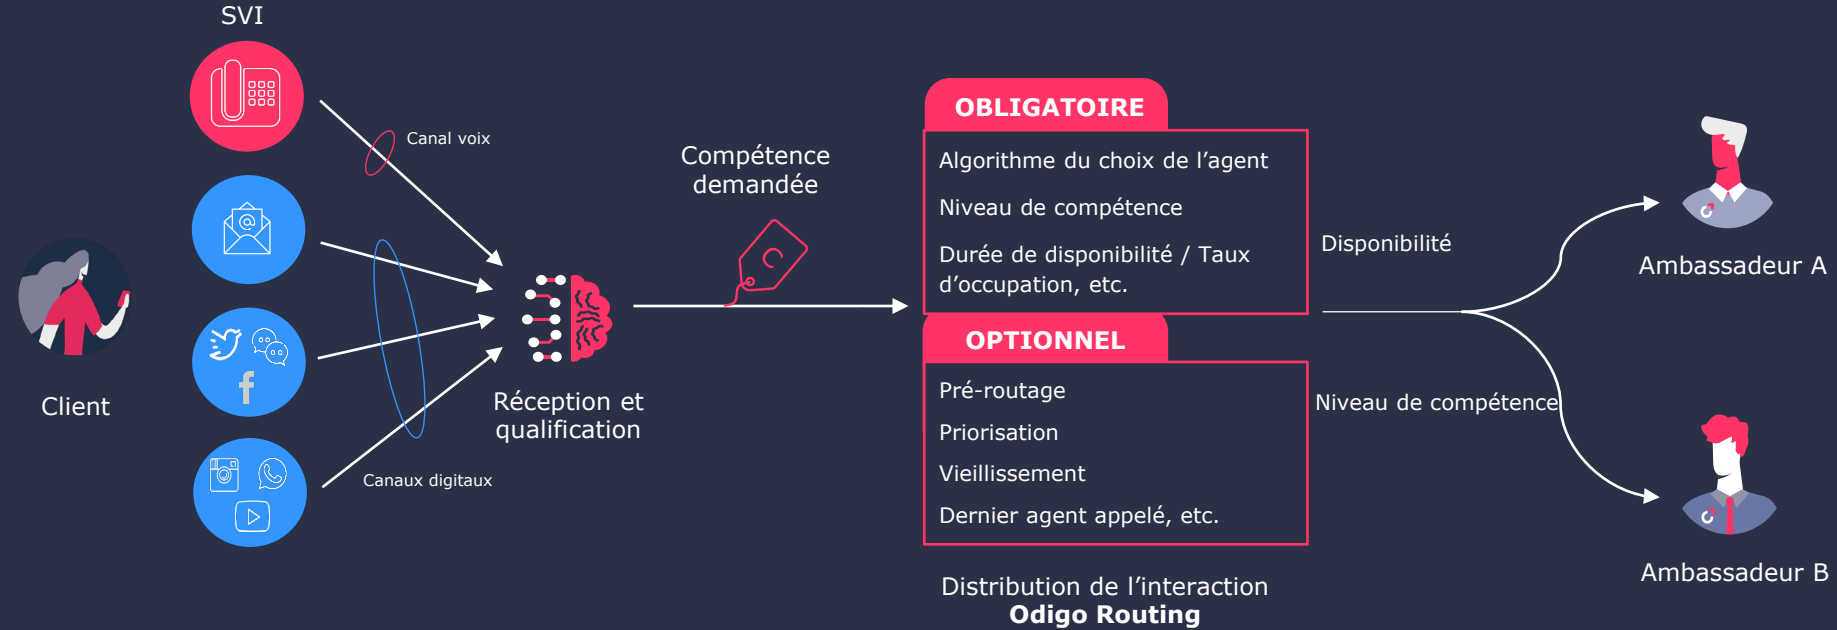 SVI
Canal voix
Client
Réception et
qualification
Canaux digitaux
Compétence
demandée
OBLIGATOIRE
Algorithme du choix de l’agent
Niveau de compétence
Durée de disponibilité / Taux
d’occupation, etc.
OPTIONNEL
Pré-routage
Priorisation
Vieillissement
Dernier agent appelé, etc.
Distribution de l’interaction
Odigo Routing
Disponibilité
Niveau de compétence
Ambassadeur A
Ambassadeur B